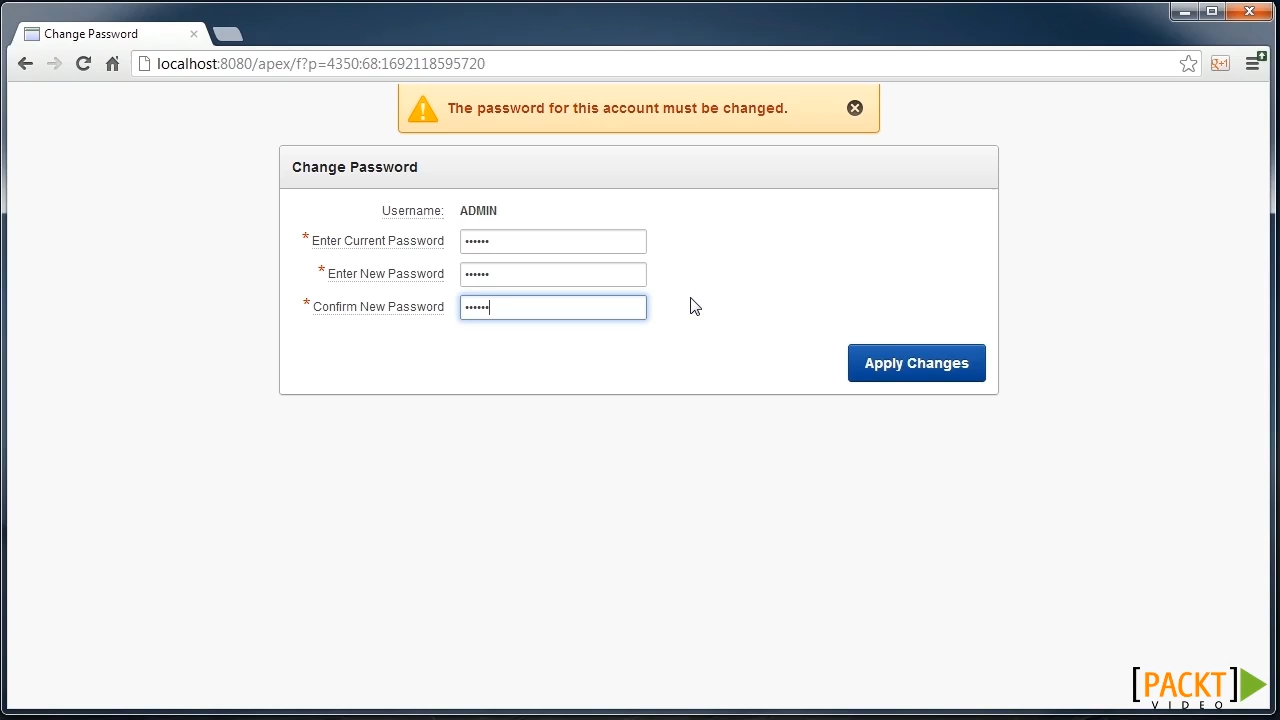 Change Password
localhost:8080/apex/f?p=4350:68:1692118595720
The password for this account must be changed.
Change Password
Username: ADMIN
* Enter Current Password ••••••
* Enter New Password ••••••
* Confirm New Password ••••••
Apply Changes
[PACKT]
VIDEO